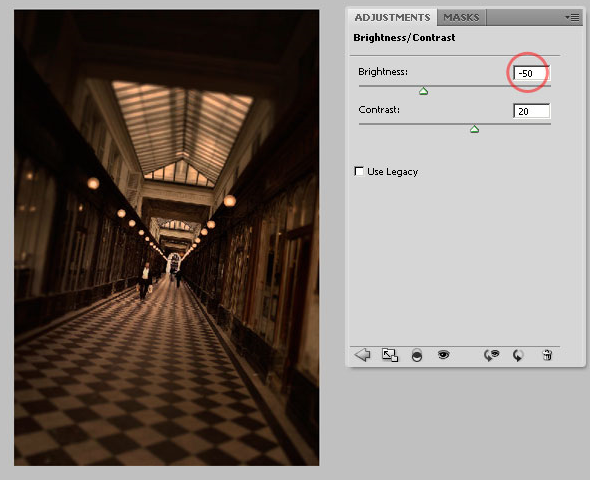 ADJUSTMENTS MASKS
Brightness/Contrast
Brightness: -50
Contrast: 20
Use Legacy